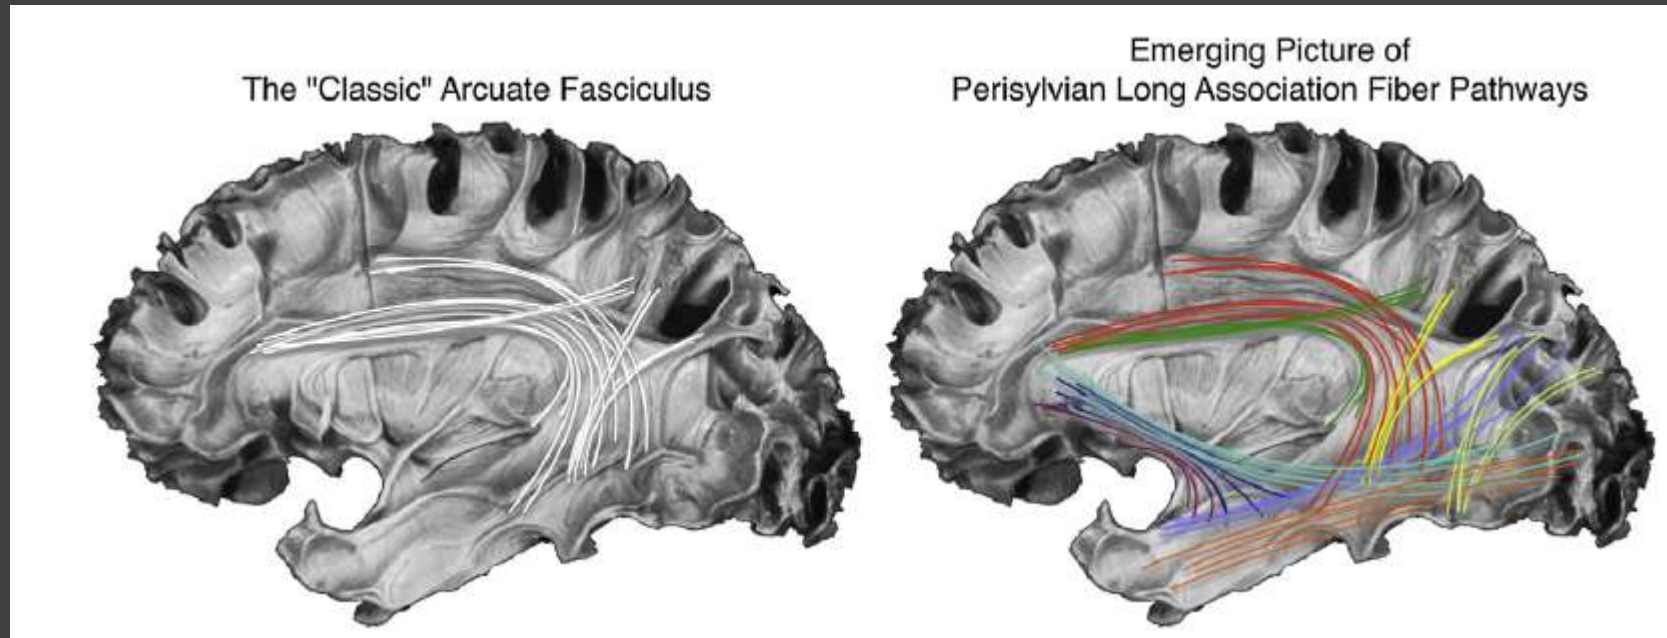 The "Classic" Arcuate Fasciculus
Emerging Picture of
Perisylvian Long Association Fiber Pathways